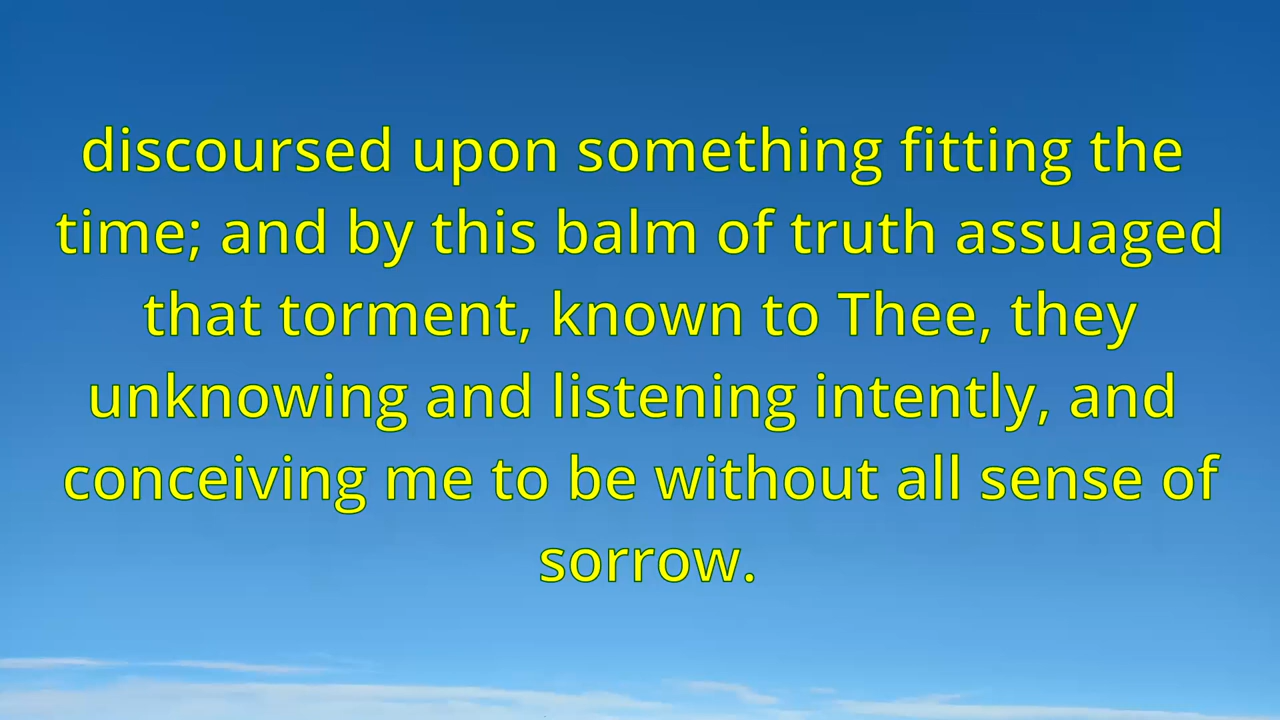 discoursed upon something fitting the
time; and by this balm of truth assuaged
that torment, known to Thee, they
unknowing and listening intently, and
conceiving me to be without all sense of
sorrow.